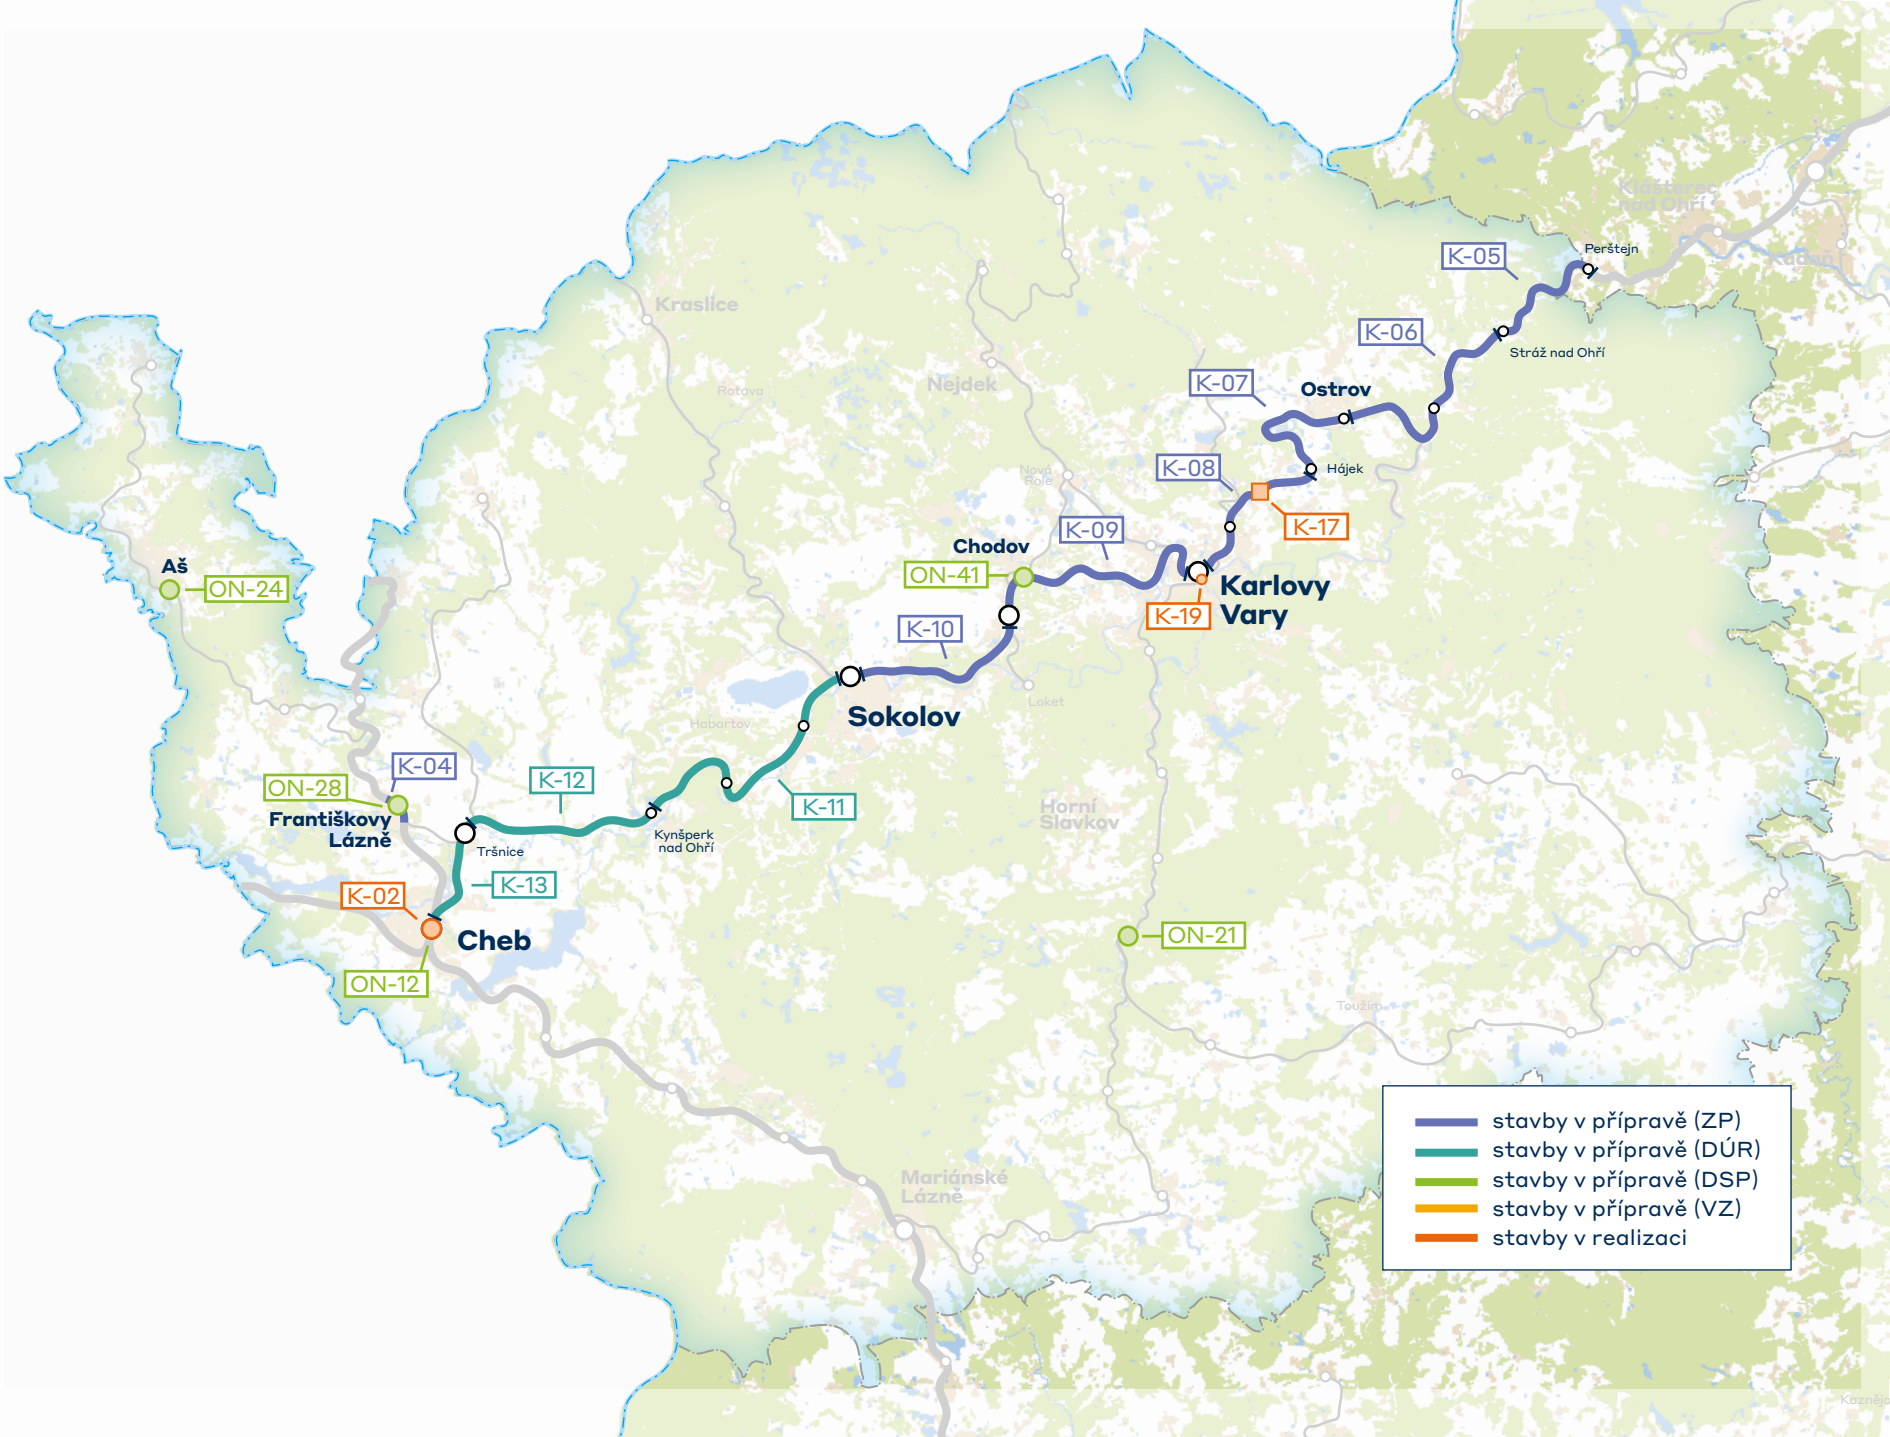 Klášterec
nad Ohří
Perštejn
K-05
Kadaň
Kraslice
K-06
Stráž nad Ohří
K-07
Ostrov
Nejdek
Rotava
K-08
Hájek
Nová
Role
K-17
K-09
Chodov
Aš
ON-24
ON-41
Karlovy
Vary
K-19
K-10
Loket
Sokolov
Habartov
K-04
ON-28
K-12
K-11
Františkovy
Lázně
Horní
Slavkov
Kynšperk
nad Ohří
Tršnice
K-13
K-02
Cheb
ON-21
ON-12
Toužim
stavby v přípravě (ZP)
stavby v přípravě (DÚR)
stavby v přípravě (DSP)
stavby v přípravě (VZ)
stavby v realizaci
Mariánské
Lázně